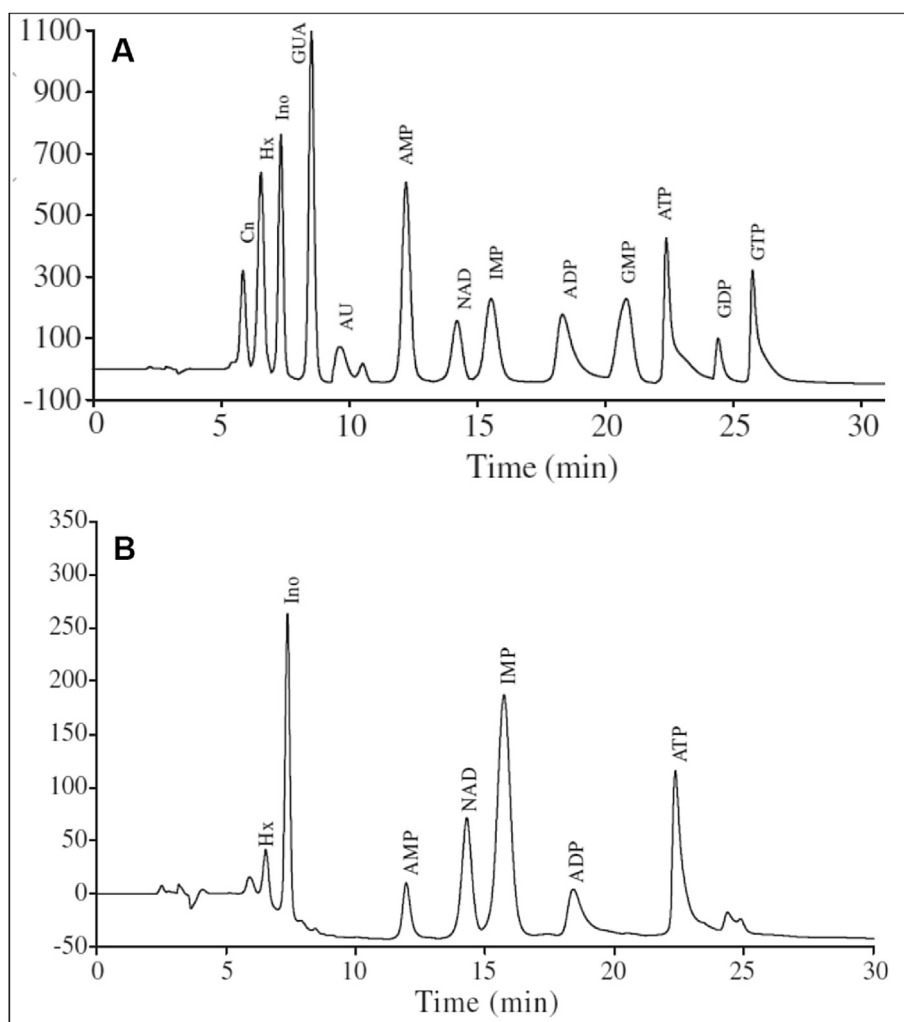 A
1100
900
700
500
300
100
-100
Cn
Hx
Ino
GUA
AU
AMP
NAD
IMP
ADP
GMP
ATP
GDP
GTP
0 5 10 15 20 25 30
Time (min)
B
350
300
250
200
150
100
50
0
-50
Hx
Ino
AMP
NAD
IMP
ADP
ATP
0 5 10 15 20 25 30
Time (min)